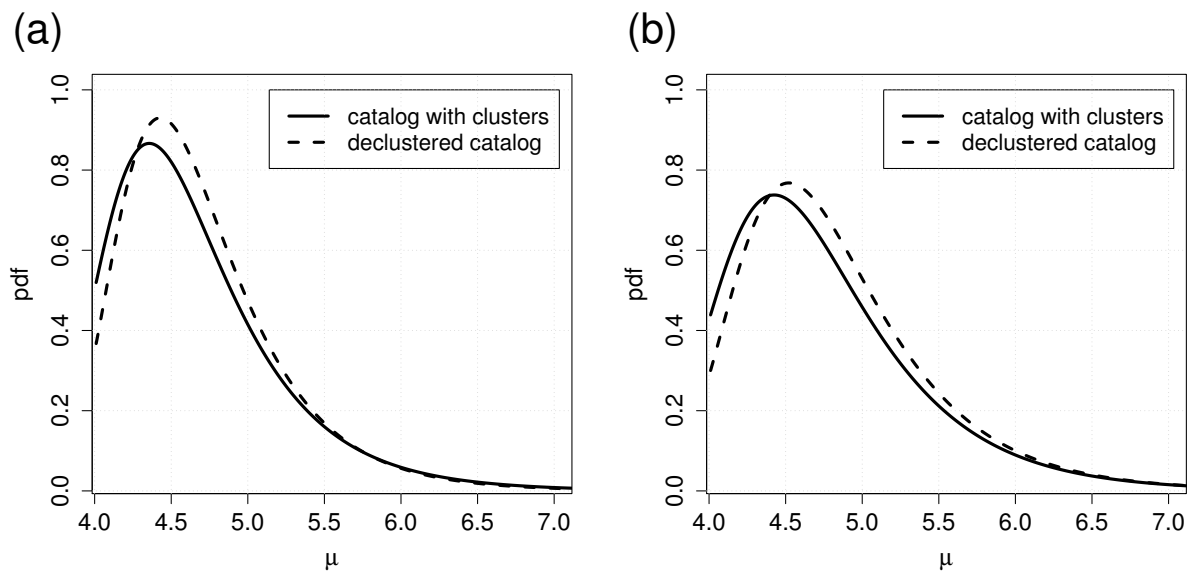 (a)
1.0
0.8
0.6
0.4
0.2
0.0
pdf
catalog with clusters
declustered catalog
4.0 4.5 5.0 5.5 6.0 6.5 7.0
μ
(b)
1.0
0.8
0.6
0.4
0.2
0.0
pdf
catalog with clusters
declustered catalog
4.0 4.5 5.0 5.5 6.0 6.5 7.0
μ